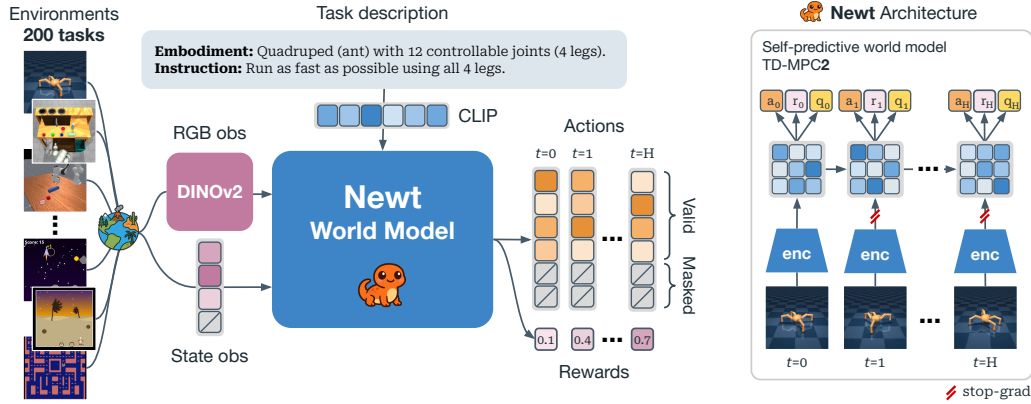 Environments
200 tasks
Task description
Embodiment: Quadruped (ant) with 12 controllable joints (4 legs).
Instruction: Run as fast as possible using all 4 legs.
CLIP
RGB obs
DINOv2
State obs
Score: 15
Newt
World Model
Actions
t=0 t=1 t=H
...
Valid
Masked
0.1 0.4 ... 0.7
Rewards
Newt Architecture
Self-predictive world model
TD-MPC2
a0 r0 q0 a1 r1 q1 aH rH qH
...
enc enc enc
...
t=0 t=1 t=H
stop-grad